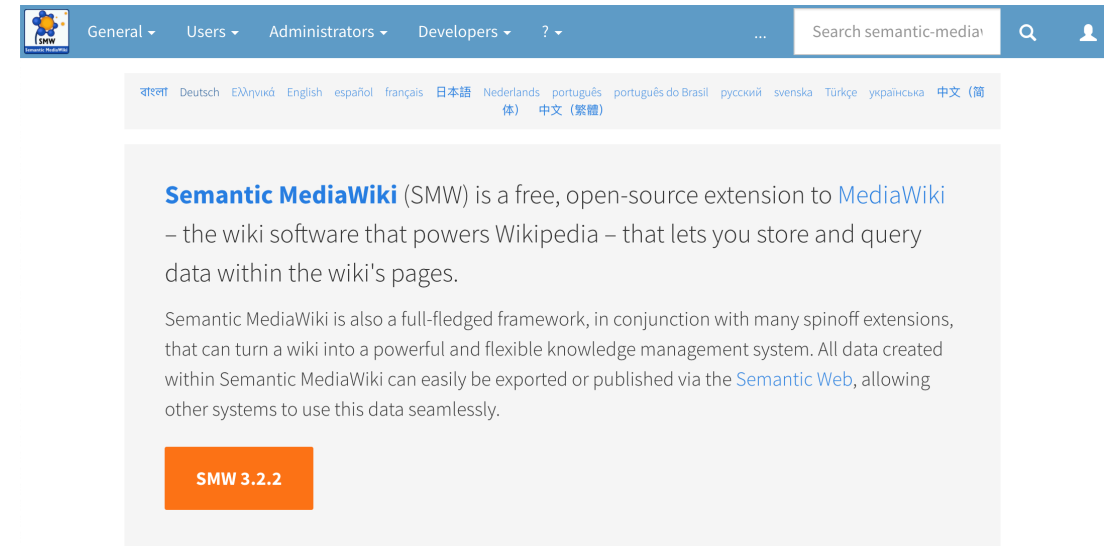 SMW
Semantic MediaWiki
General Users Administrators Developers ? ... Search semantic-media
বাংলা Deutsch Ελληνικά English español français 日本語 Nederlands português português do Brasil русский svenska Türkçe українська 中文（简
体） 中文（繁體）
Semantic MediaWiki (SMW) is a free, open-source extension to MediaWiki
– the wiki software that powers Wikipedia – that lets you store and query
data within the wiki's pages.
Semantic MediaWiki is also a full-fledged framework, in conjunction with many spinoff extensions,
that can turn a wiki into a powerful and flexible knowledge management system. All data created
within Semantic MediaWiki can easily be exported or published via the Semantic Web, allowing
other systems to use this data seamlessly.
SMW 3.2.2